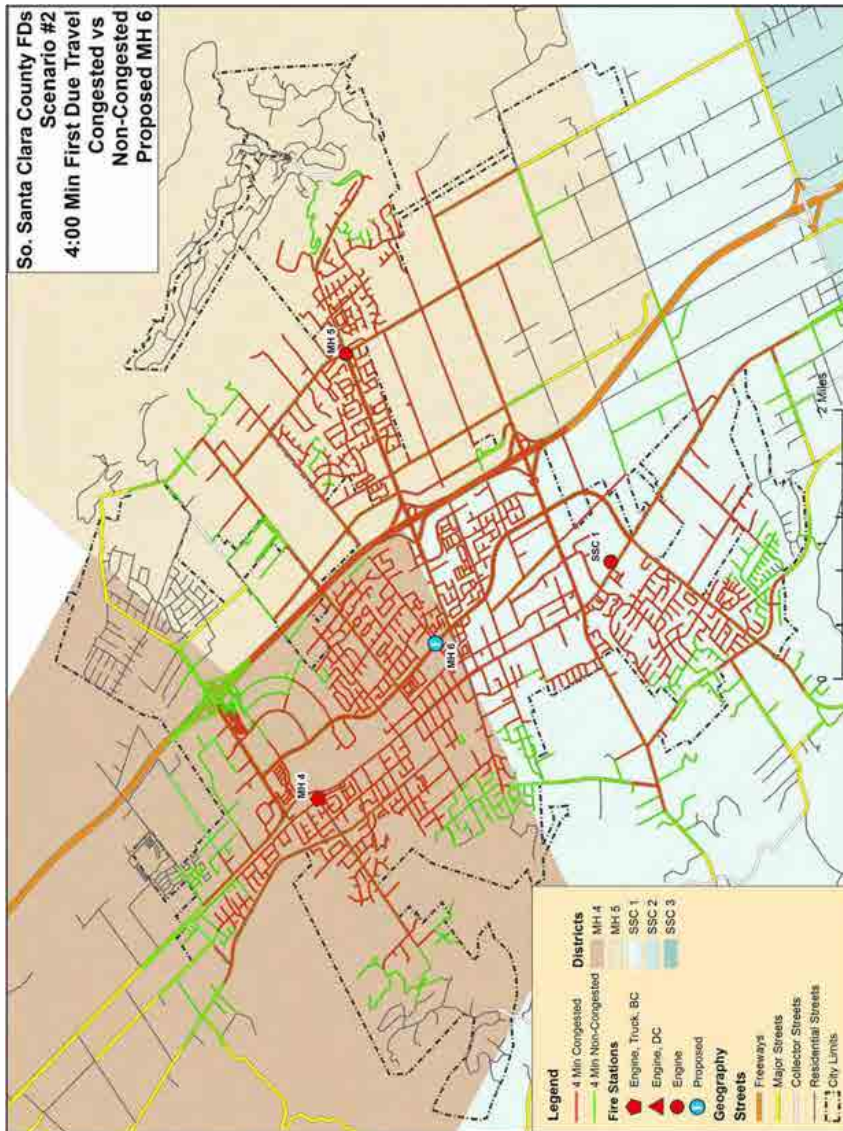 So. Santa Clara County FDs
Scenario #2
4:00 Min First Due Travel
Congested vs
Non-Congested
Proposed MH 6
MH 5
MH 4
MH 6
SSC 1
0
2 Miles
Legend
4 Min Congested
4 Min Non-Congested
Fire Stations
Engine, Truck, BC
Engine, DC
Engine
Proposed
Geography
Streets
Freeways
Major Streets
Collector Streets
Residential Streets
City Limits
Districts
MH 4
MH 5
SSC 1
SSC 2
SSC 3